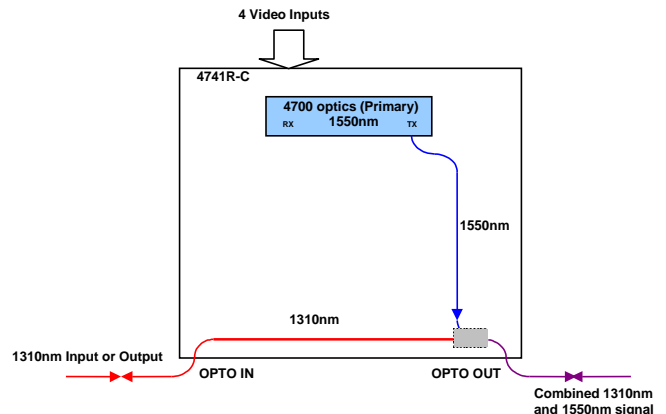 4 Video Inputs
4741R-C
4700 optics (Primary)
RX 1550nm TX
1550nm
1310nm
1310nm Input or Output
OPTO IN
OPTO OUT
Combined 1310nm
and 1550nm signal